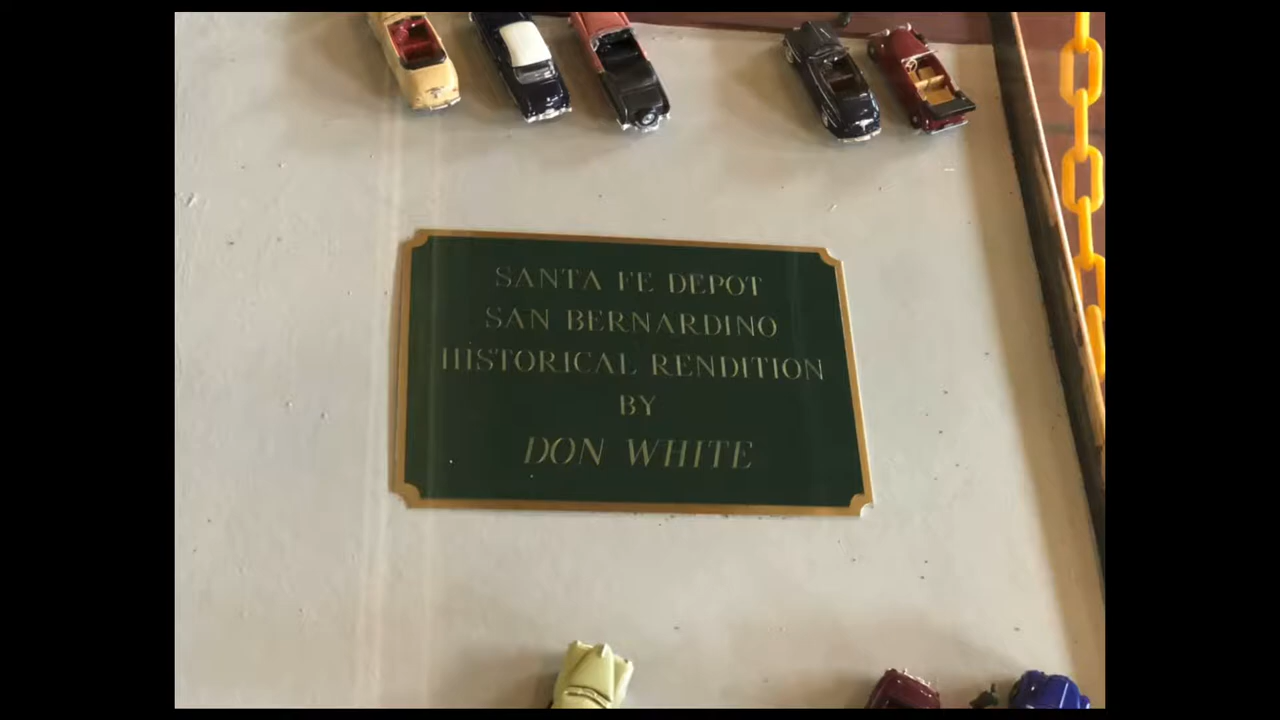 SANTA FE DEPOT
SAN BERNARDINO
HISTORICAL RENDITION
BY
DON WHITE